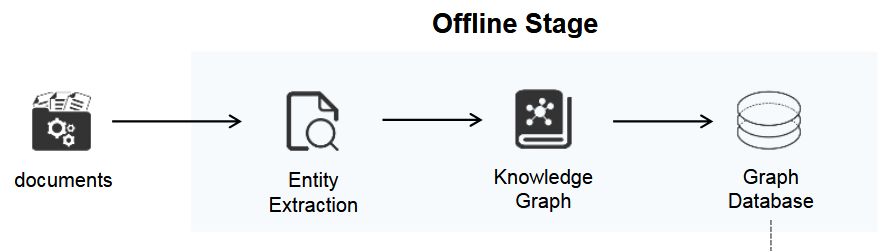 Offline Stage
documents
Entity
Extraction
Knowledge
Graph
Graph
Database